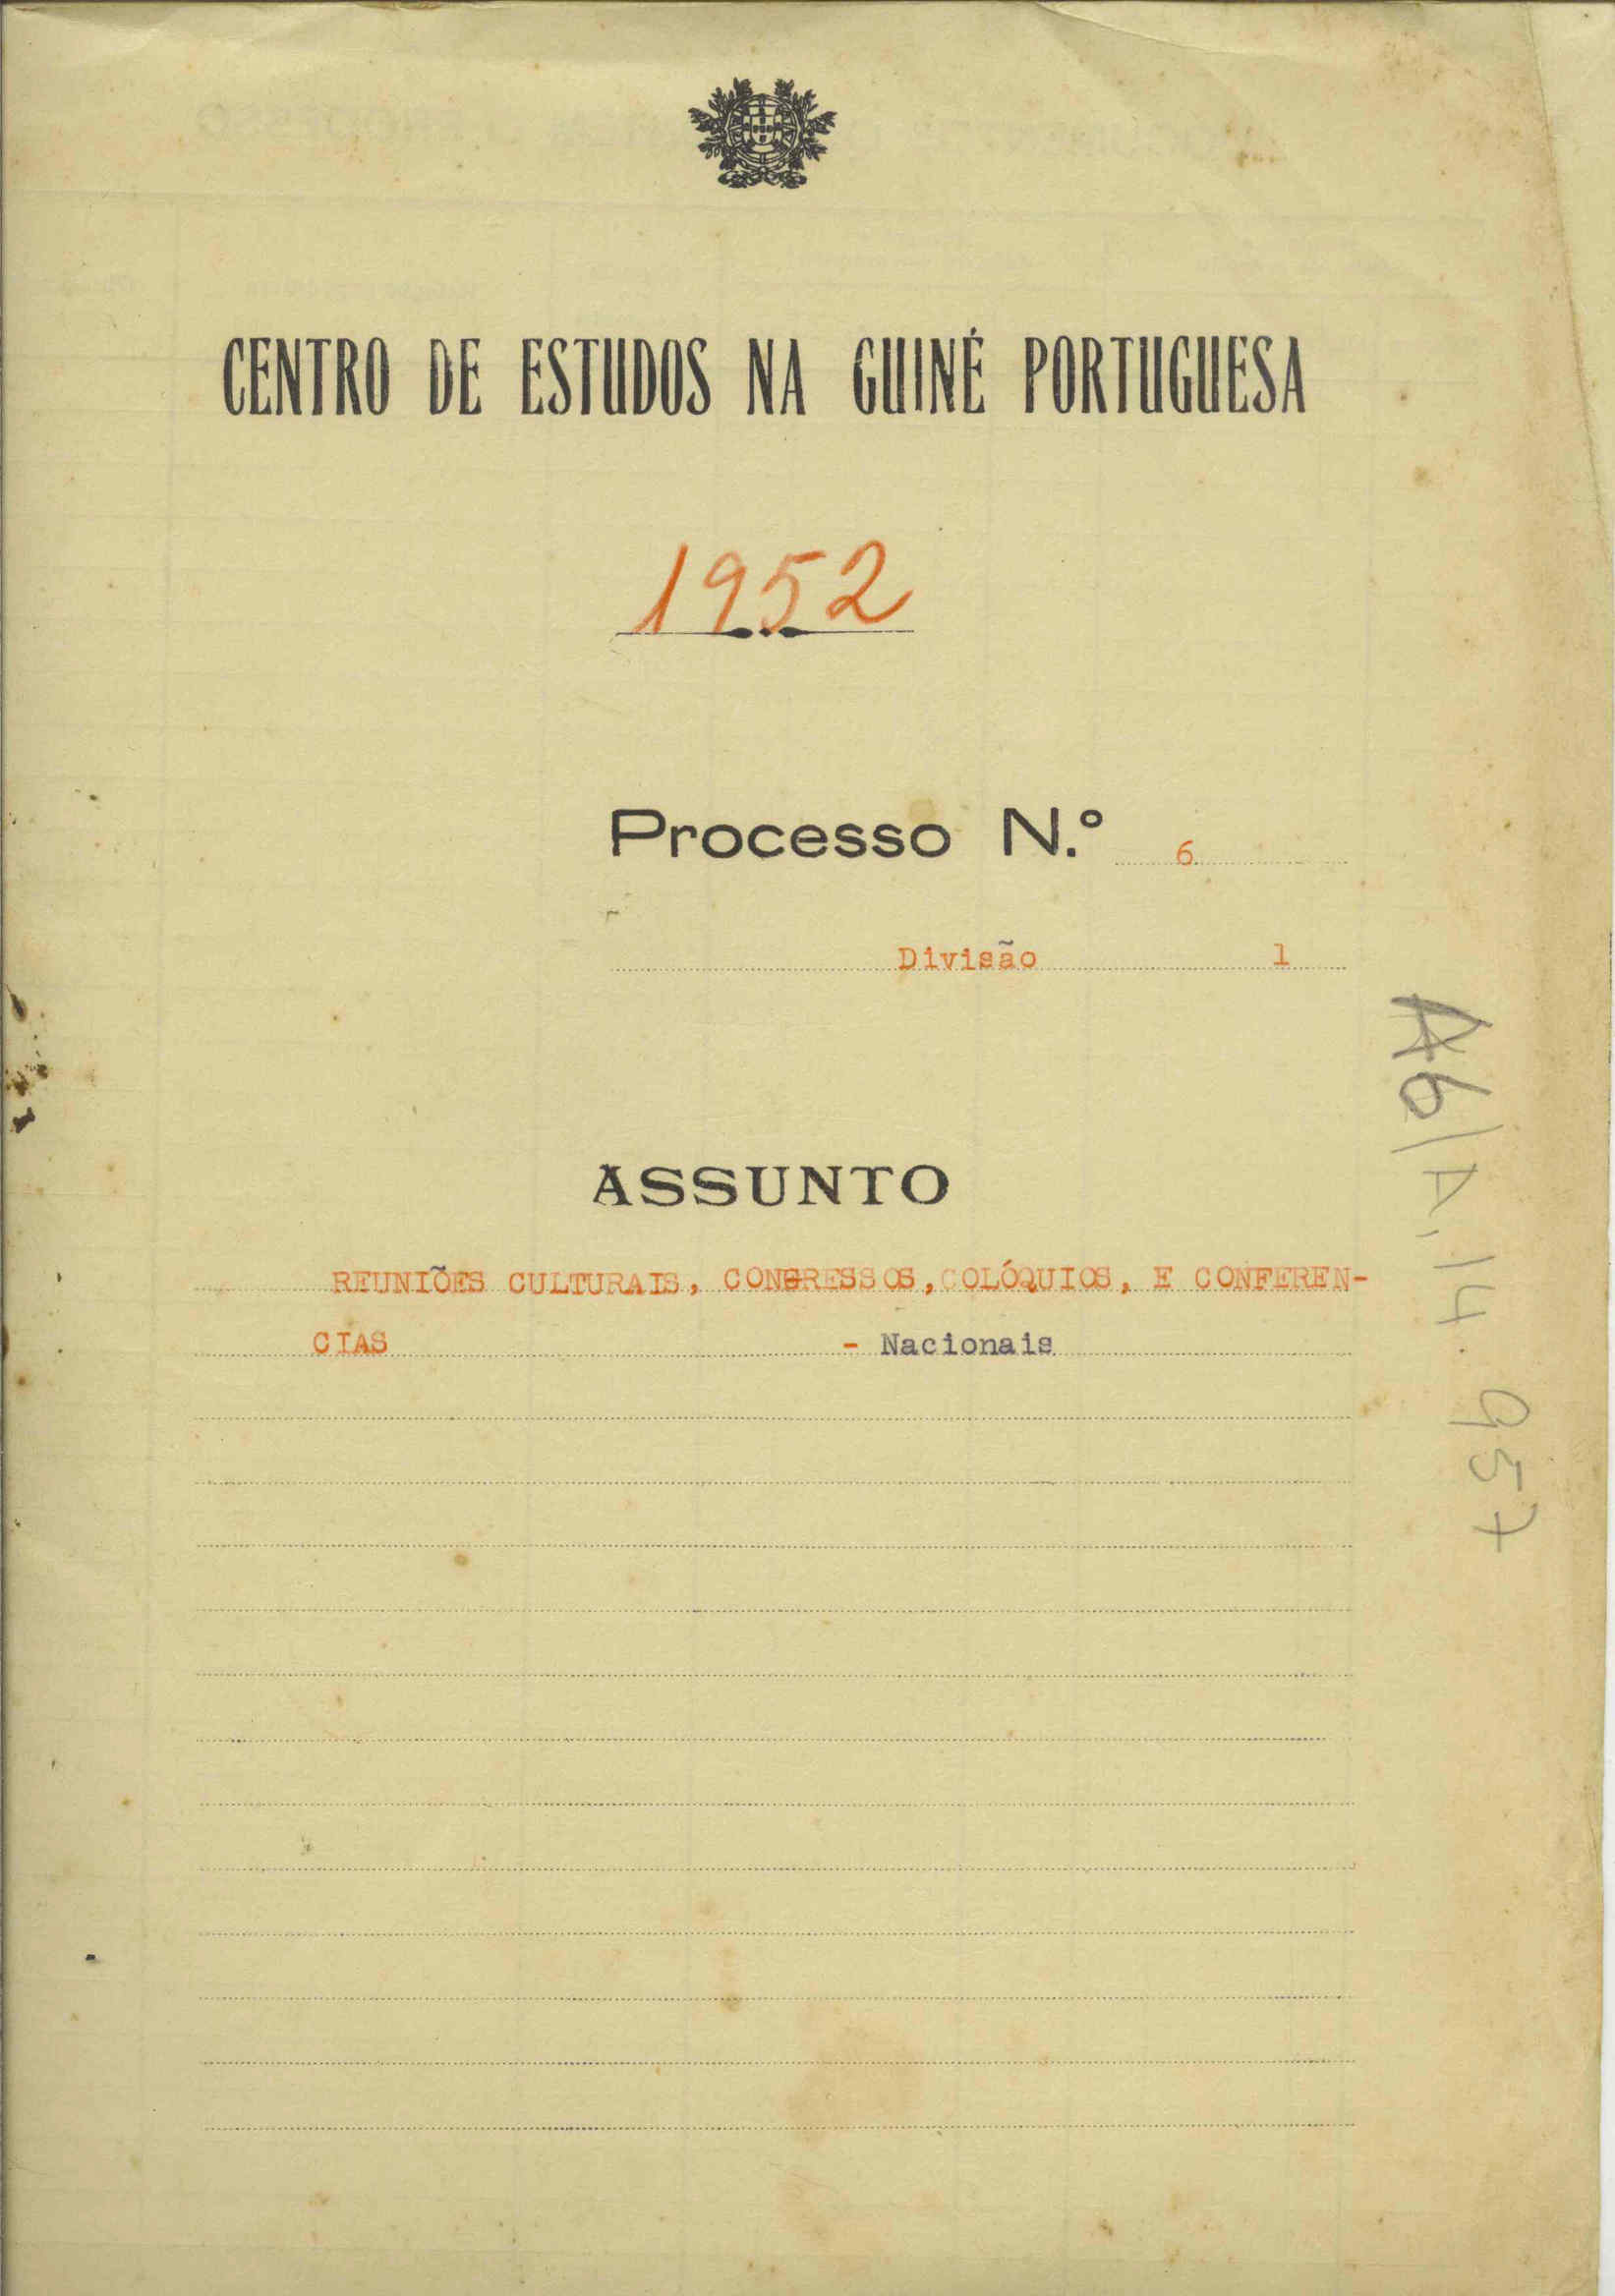 CENTRO DE ESTUDOS NA GUINÉ PORTUGUESA
1952
Processo N.º 6
Divisão 1
ASSUNTO
REUNIÕES CULTURAIS, CONGRESSOS, COLÓQUIOS, E CONFEREN-
CIAS - Nacionais
A6/A.14.957